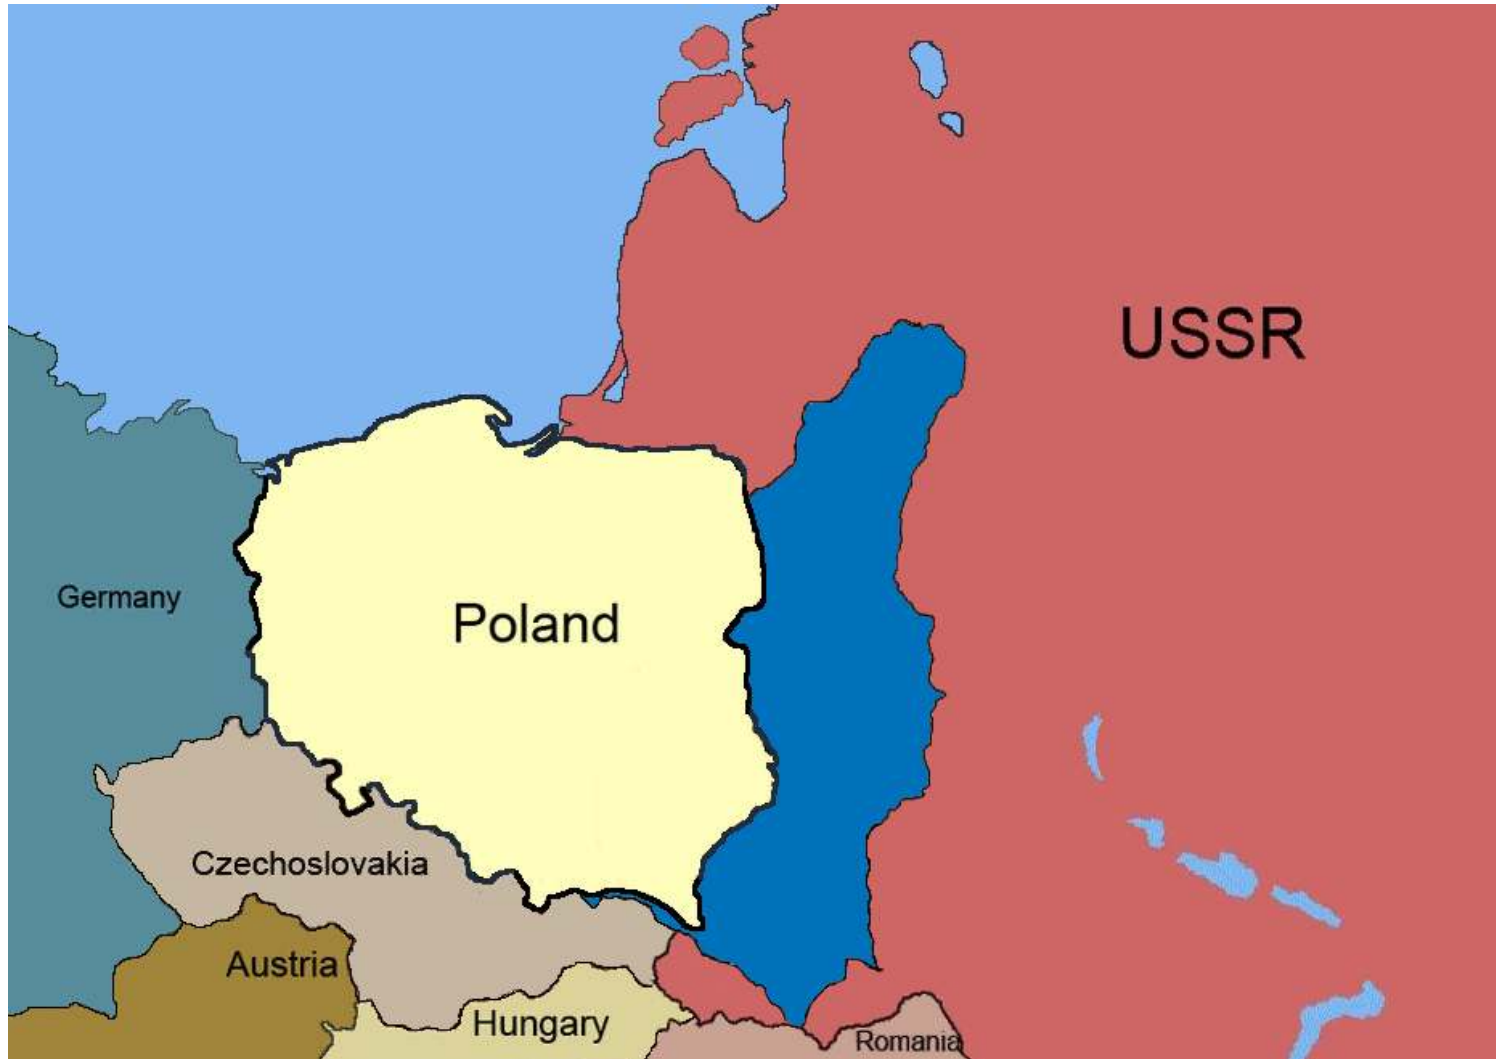 USSR
Germany
Poland
Czechoslovakia
Austria
Hungary
Romania